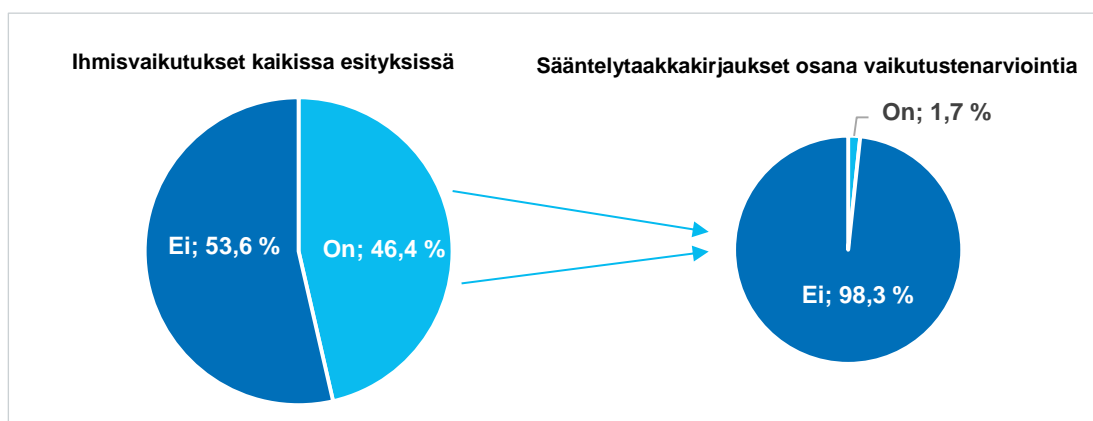 Ihmisvaikutukset kaikissa esityksissä
Ei; 53,6 %
On; 46,4 %
Sääntelytaakkakirjaukset osana vaikutustenarviointia
On; 1,7 %
Ei; 98,3 %